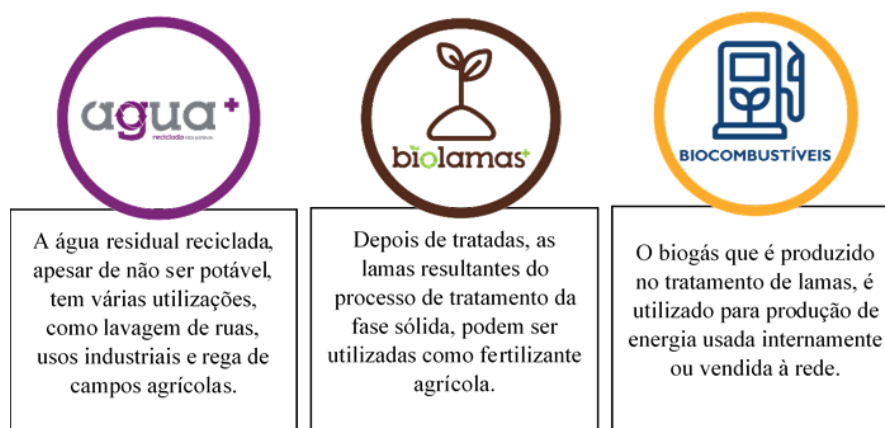 agua+
reciclada não potável
A água residual reciclada,
apesar de não ser potável,
tem várias utilizações,
como lavagem de ruas,
usos industriais e rega de
campos agrícolas.
biolamas+
Depois de tratadas, as
lamas resultantes do
processo de tratamento da
fase sólida, podem ser
utilizadas como fertilizante
agrícola.
BIOCOMBUSTÍVEIS
O biogás que é produzido
no tratamento de lamas, é
utilizado para produção de
energia usada internamente
ou vendida à rede.